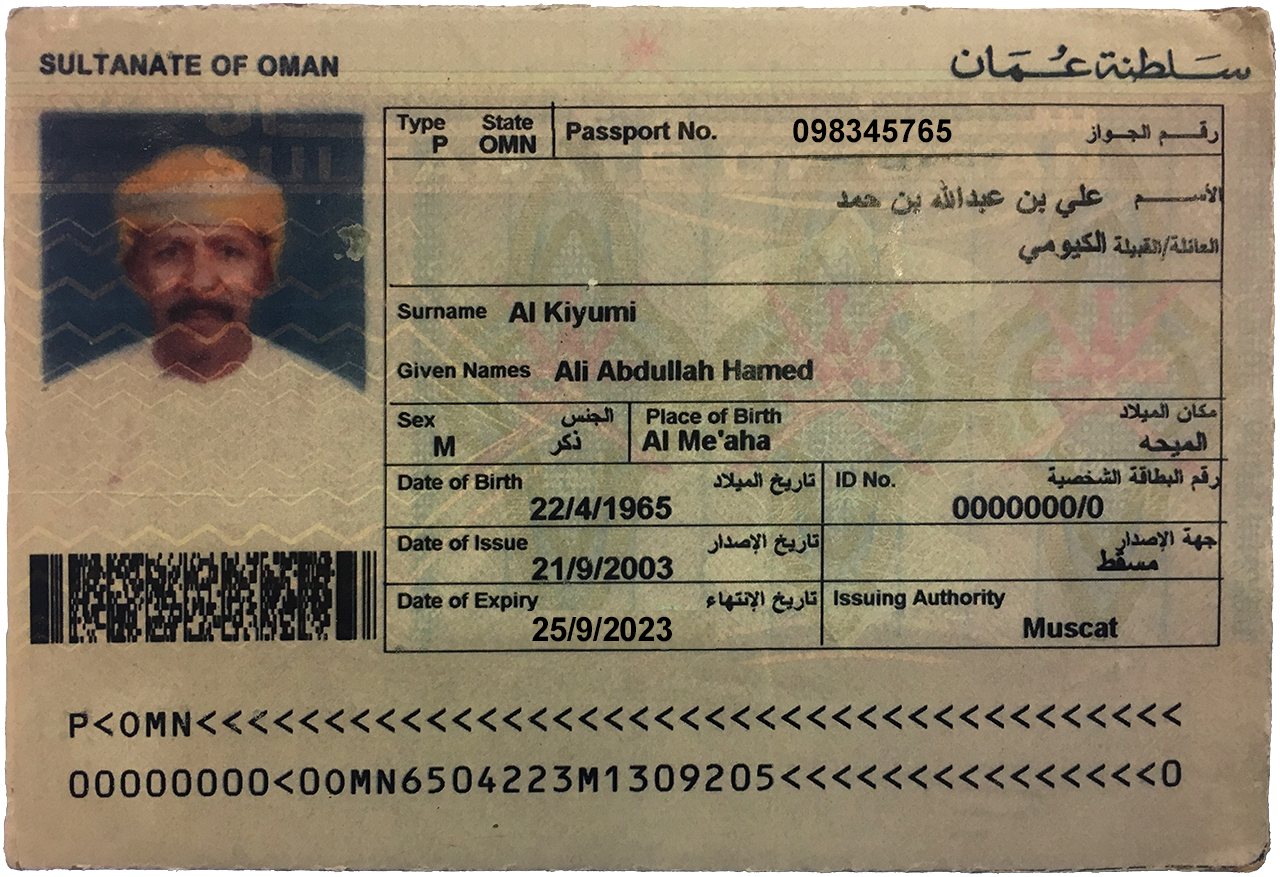 SULTANATE OF OMAN سلطنة عمان
Type State Passport No. 098345765 رقم الجواز
P OMN
الأسم علي بن عبدالله بن حمد
العائلة/القبيلة الكيومي
Surname Al Kiyumi
Given Names Ali Abdullah Hamed
Sex الجنس Place of Birth مكان الميلاد
M ذكر Al Me'aha الميحه
Date of Birth تاريخ الميلاد ID No. رقم البطاقة الشخصية
22/4/1965 0000000/0
Date of Issue تاريخ الإصدار جهة الإصدار
21/9/2003 مسقط
Date of Expiry تاريخ الإنتهاء Issuing Authority
25/9/2023 Muscat
P<OMN<<<<<<<<<<<<<<<<<<<<<<<<<<<<<<<<<<<<<<<
00000000<0OMN6504223M1309205<<<<<<<<<<<<<<<0